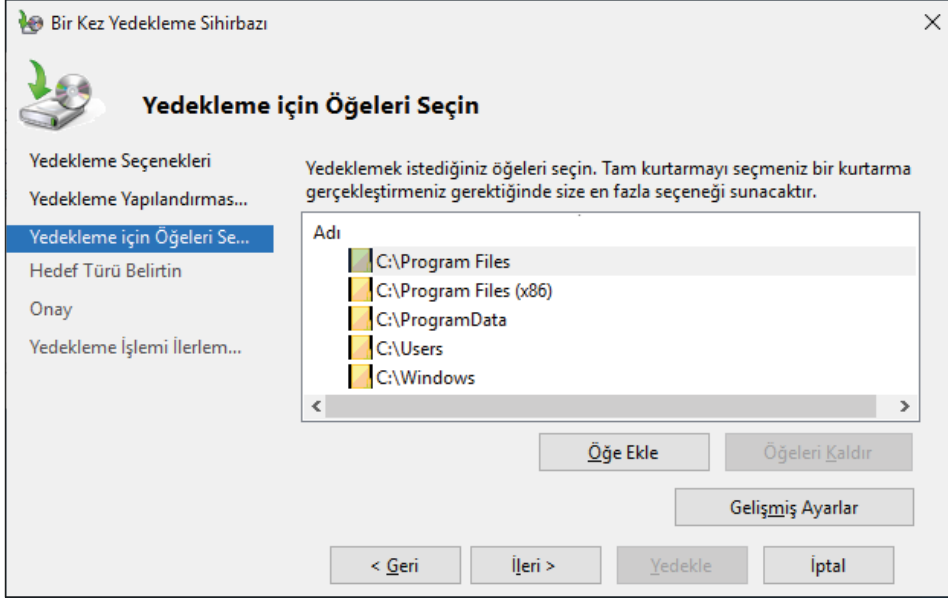 Bir Kez Yedekleme Sihirbazı
Yedekleme için Öğeleri Seçin
Yedekleme Seçenekleri
Yedekleme Yapılandırmas...
Yedekleme için Öğeleri Se...
Hedef Türü Belirtin
Onay
Yedekleme İşlemi İlerlem...
Yedeklemek istediğiniz öğeleri seçin. Tam kurtarmayı seçmeniz bir kurtarma
gerçekleştirmeniz gerektiğinde size en fazla seçeneği sunacaktır.
Adı
C:\Program Files
C:\Program Files (x86)
C:\ProgramData
C:\Users
C:\Windows
Öğe Ekle
Öğeleri Kaldır
Gelişmiş Ayarlar
< Geri
İleri >
Yedekle
İptal